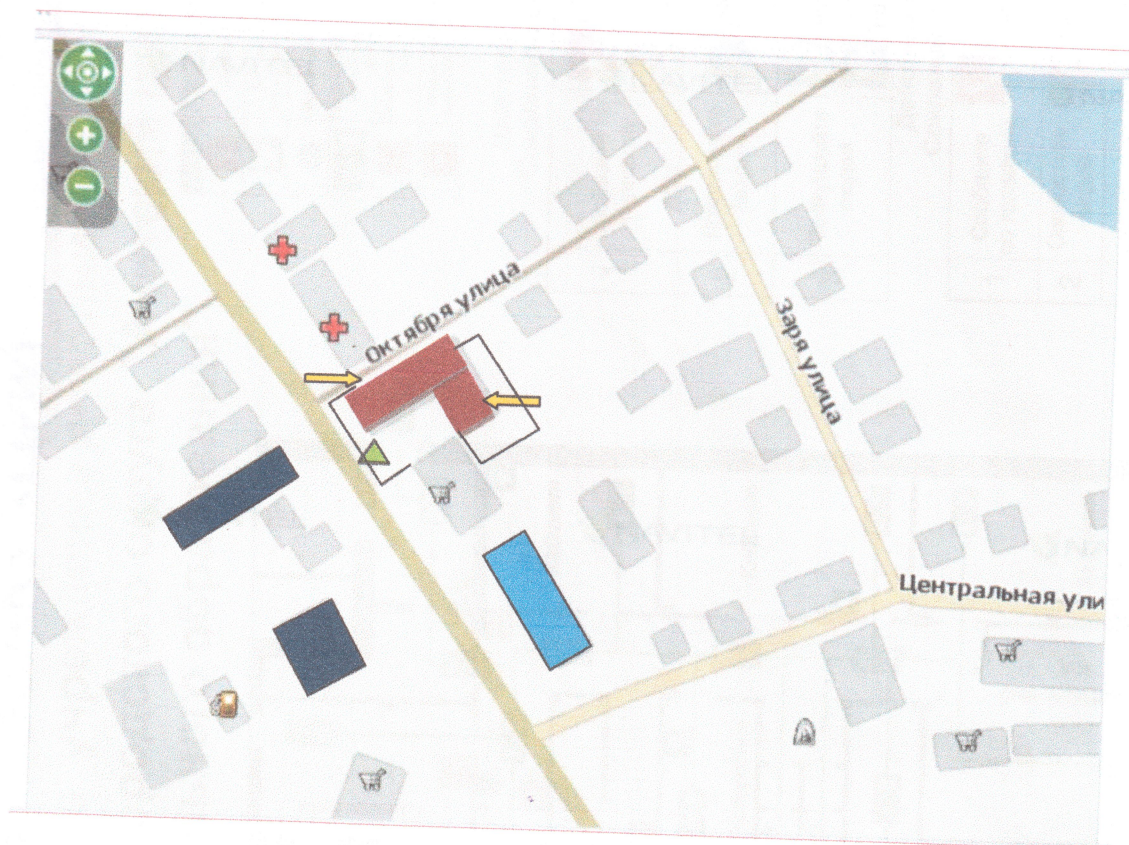 Октября улица
Заря улица
Центральная ули